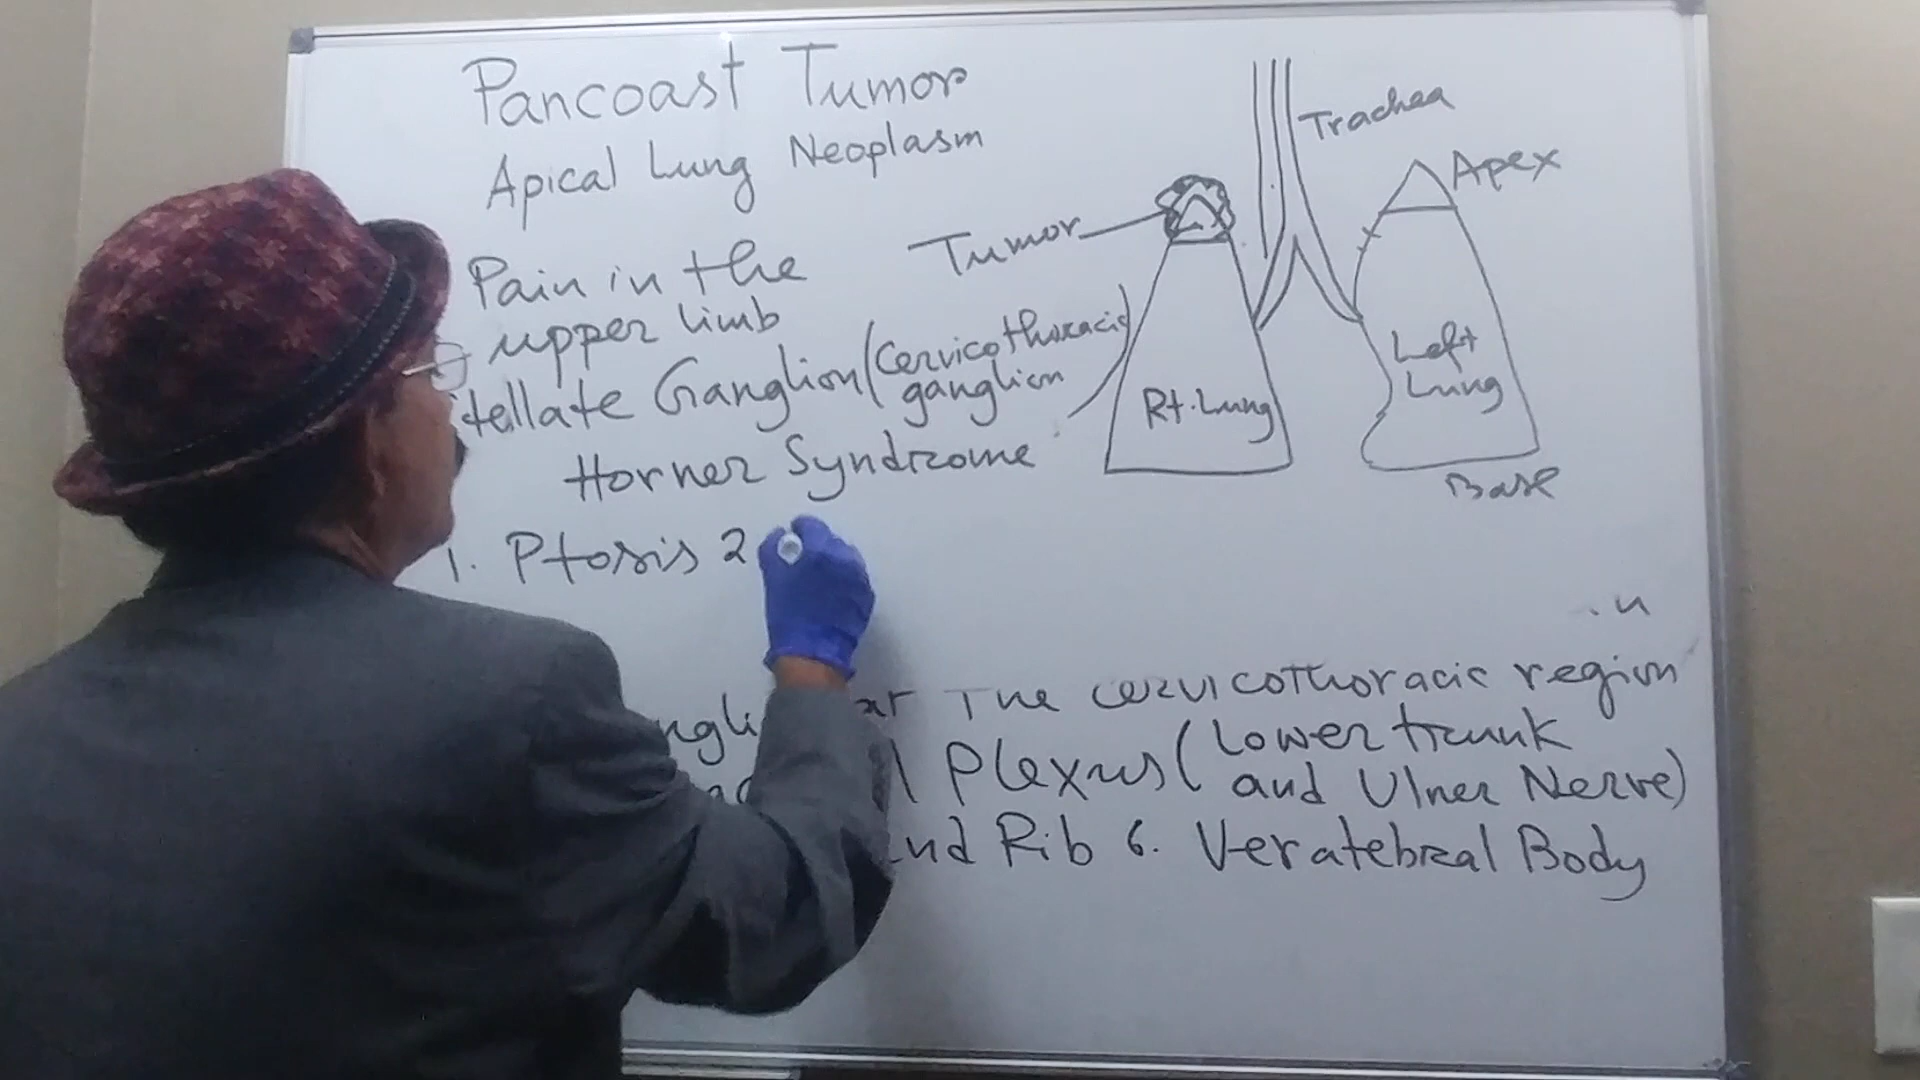 Pancoast Tumor
Apical Lung Neoplasm
Pain in the
upper limb
tellate Ganglion (Cervicothoracic)
ganglion
Horner Syndrome
1. Ptosis 2
Trachea
Apex
Tumor
Rt. Lung
Left
Lung
Base
The cervicothoracic region
Plexus (Lower trunk
and Ulner Nerve)
nd Rib 6. Veratebral Body